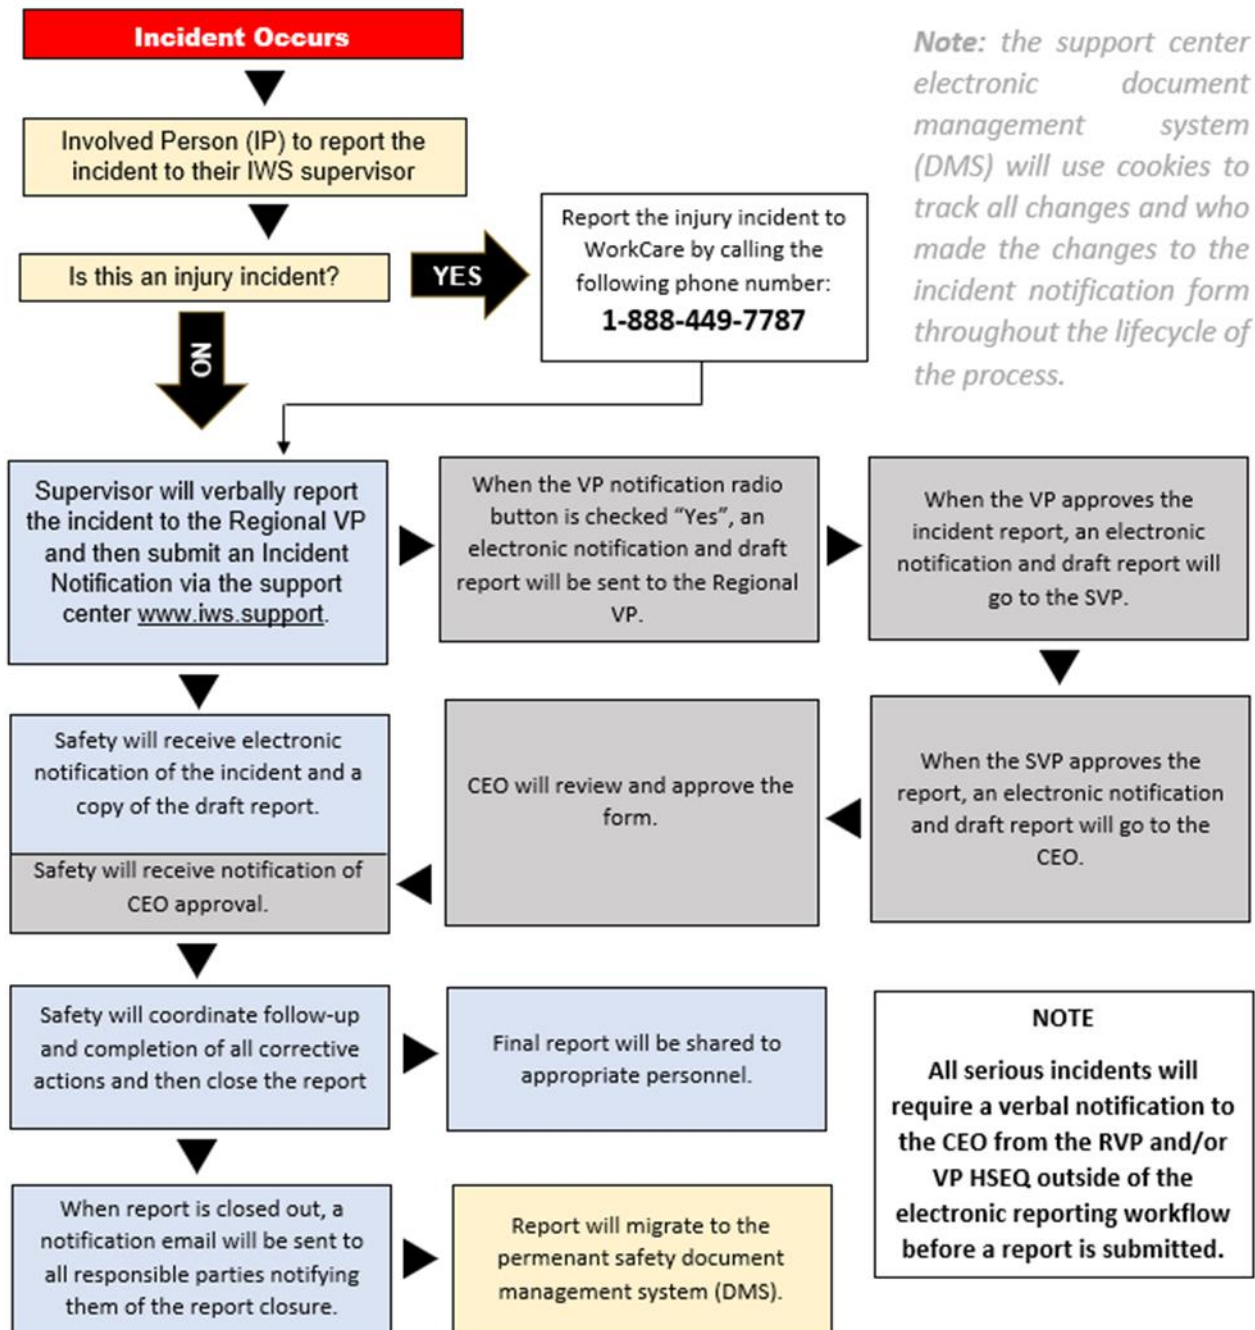 Incident Occurs
Note: the support center
electronic document
management system
(DMS) will use cookies to
track all changes and who
made the changes to the
incident notification form
throughout the lifecycle of
the process.
Involved Person (IP) to report the
incident to their IWS supervisor
Is this an injury incident?
YES
Report the injury incident to
WorkCare by calling the
following phone number:
1-888-449-7787
NO
Supervisor will verbally report
the incident to the Regional VP
and then submit an Incident
Notification via the support
center www.iws.support.
When the VP notification radio
button is checked “Yes”, an
electronic notification and draft
report will be sent to the Regional
VP.
When the VP approves the
incident report, an electronic
notification and draft report will
go to the SVP.
When the SVP approves the
report, an electronic notification
and draft report will go to the
CEO.
CEO will review and approve the
form.
Safety will receive electronic
notification of the incident and a
copy of the draft report.
Safety will receive notification of
CEO approval.
Safety will coordinate follow-up
and completion of all corrective
actions and then close the report
Final report will be shared to
appropriate personnel.
When report is closed out, a
notification email will be sent to
all responsible parties notifying
them of the report closure.
Report will migrate to the
permenant safety document
management system (DMS).
NOTE
All serious incidents will
require a verbal notification to
the CEO from the RVP and/or
VP HSEQ outside of the
electronic reporting workflow
before a report is submitted.